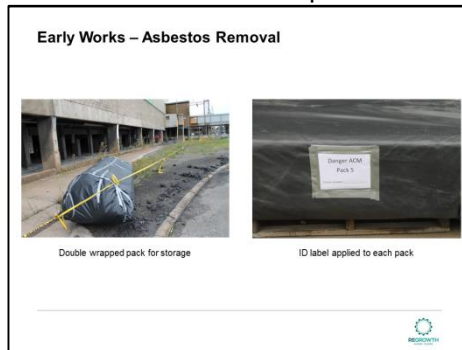 Early Works – Asbestos Removal
Danger ACM
Pack 5
Double wrapped pack for storage
ID label applied to each pack
REGROWTH